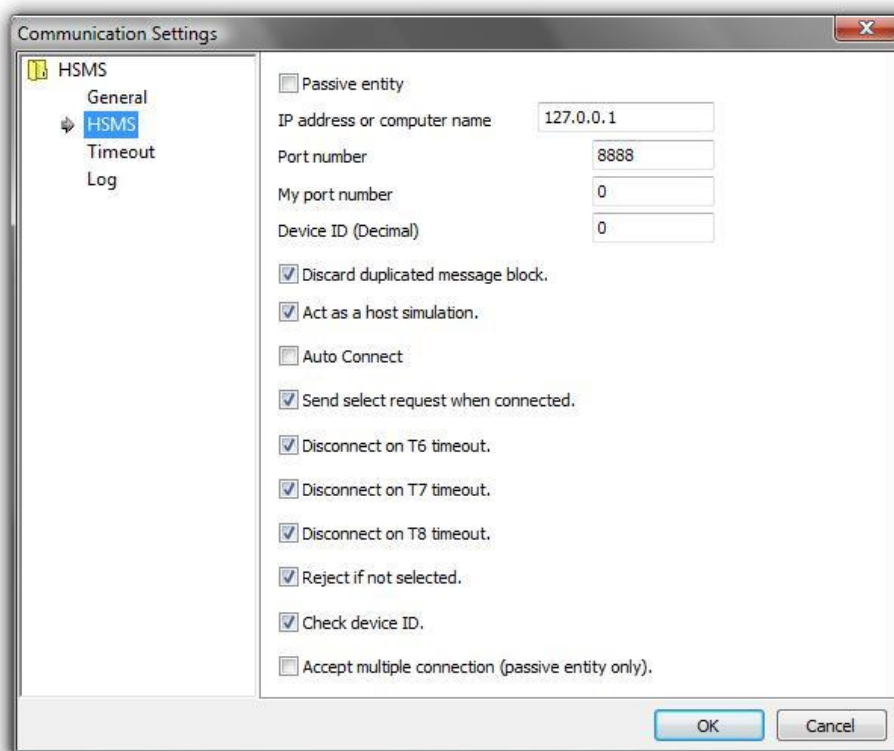 Communication Settings
HSMS
General
HSMS
Timeout
Log
Passive entity
IP address or computer name 127.0.0.1
Port number 8888
My port number 0
Device ID (Decimal) 0
Discard duplicated message block.
Act as a host simulation.
Auto Connect
Send select request when connected.
Disconnect on T6 timeout.
Disconnect on T7 timeout.
Disconnect on T8 timeout.
Reject if not selected.
Check device ID.
Accept multiple connection (passive entity only).
OK Cancel